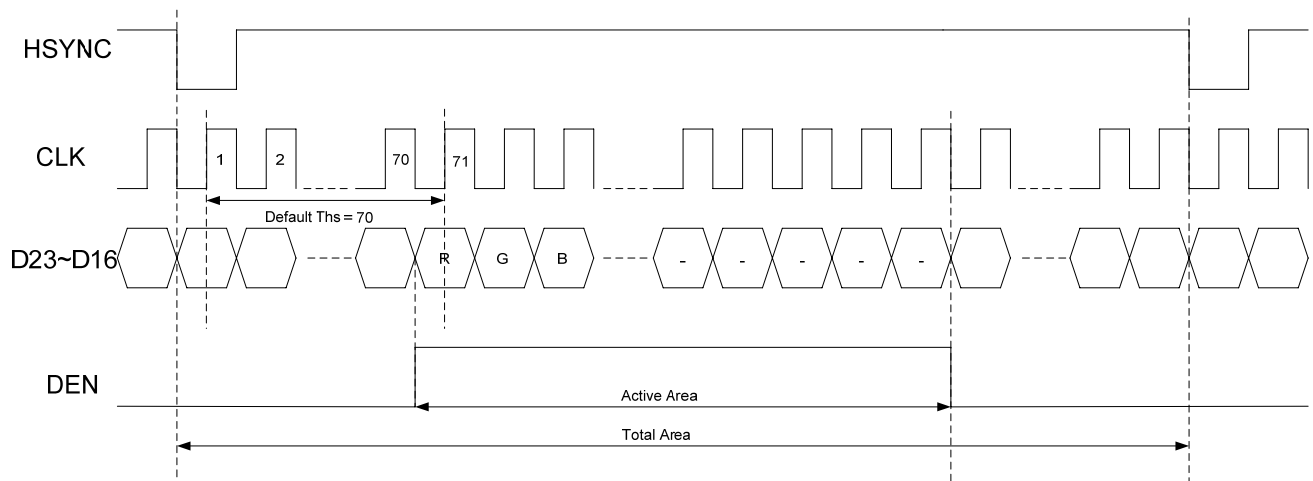 HSYNC
CLK
1 2 70 71
Default Ths = 70
D23~D16
R G B - - - - -
DEN
Active Area
Total Area